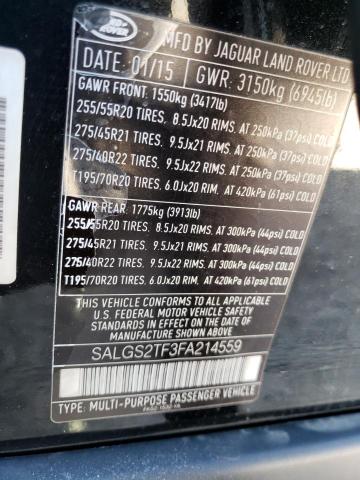 LAND ROVER
MFD BY JAGUAR LAND ROVER LTD
DATE: 01/15 GWR: 3150kg (6945lb)
GAWR FRONT: 1550kg (3417lb)
255/55R20 TIRES. 8.5Jx20 RIMS. AT 250kPa (37psi) COLD
275/45R21 TIRES. 9.5Jx21 RIMS. AT 250kPa (37psi) COLD
275/40R22 TIRES. 9.5Jx22 RIMS. AT 250kPa (37psi) COLD
T195/70R20 TIRES. 6.0Jx20 RIM. AT 420kPa (61psi) COLD
GAWR REAR: 1775kg (3913lb)
255/55R20 TIRES. 8.5Jx20 RIMS. AT 300kPa (44psi) COLD
275/45R21 TIRES. 9.5Jx21 RIMS. AT 300kPa (44psi) COLD
275/40R22 TIRES. 9.5Jx22 RIMS. AT 300kPa (44psi) COLD
T195/70R20 TIRES. 6.0Jx20 RIM. AT 420kPa (61psi) COLD
THIS VEHICLE CONFORMS TO ALL APPLICABLE
U.S. FEDERAL MOTOR VEHICLE SAFETY
STANDARDS IN EFFECT ON THE DATE OF
MANUFACTURE SHOWN ABOVE.
SALGS2TF3FA214559
TYPE: MULTI-PURPOSE PASSENGER VEHICLE